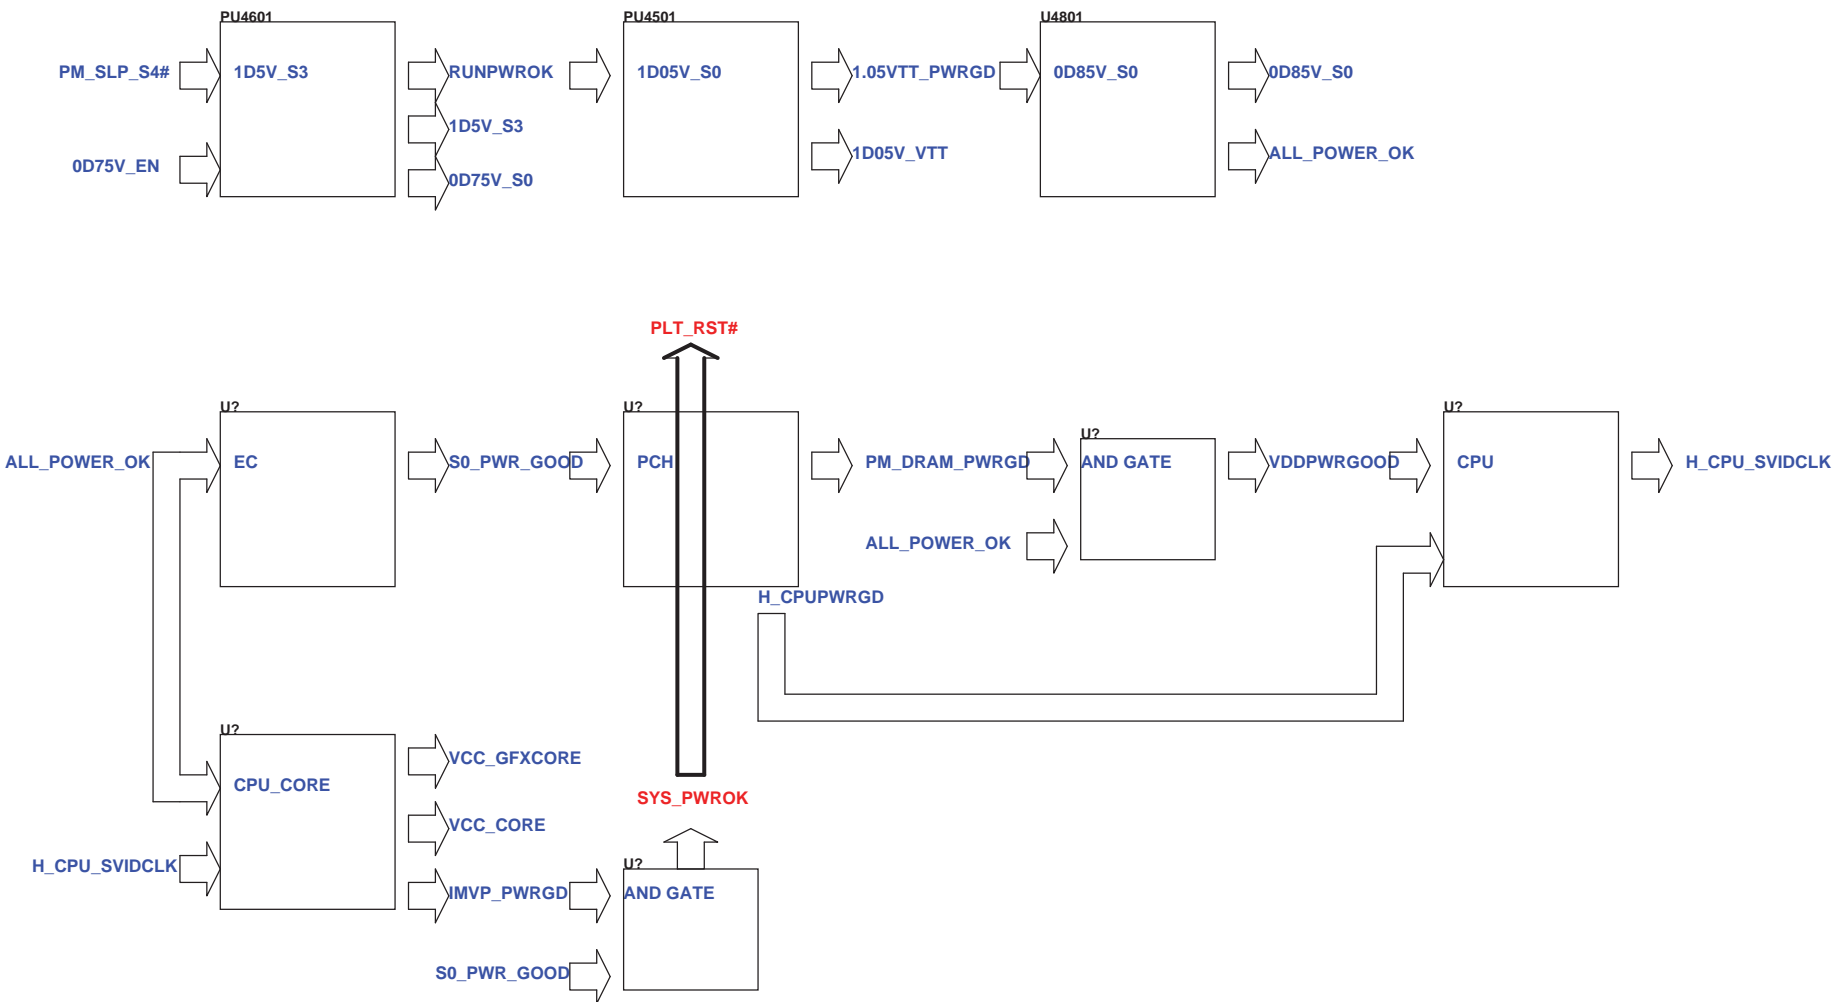 PU4601
PU4501
U4801
PM_SLP_S4#
1D5V_S3
RUNPWROK
1D05V_S0
1.05VTT_PWRGD
0D85V_S0
0D85V_S0
1D5V_S3
0D75V_EN
0D75V_S0
1D05V_VTT
ALL_POWER_OK
PLT_RST#
U?
U?
U?
U?
ALL_POWER_OK
EC
S0_PWR_GOOD
PCH
PM_DRAM_PWRGD
AND GATE
VDDPWRGOOD
CPU
H_CPU_SVIDCLK
ALL_POWER_OK
H_CPUPWRGD
U?
CPU_CORE
VCC_GFXCORE
SYS_PWROK
VCC_CORE
U?
H_CPU_SVIDCLK
IMVP_PWRGD
AND GATE
S0_PWR_GOOD